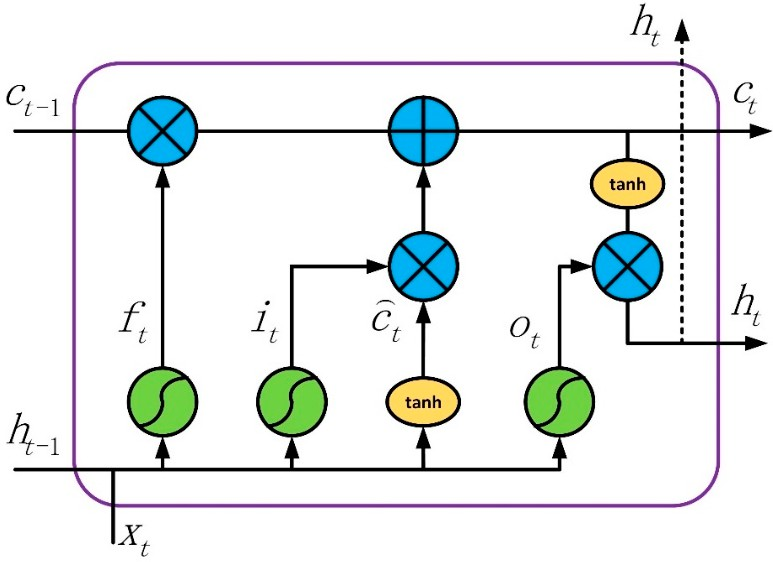 h_t
c_{t-1}
c_t
tanh
f_t
i_t
ĉ_t
o_t
h_t
tanh
h_{t-1}
x_t